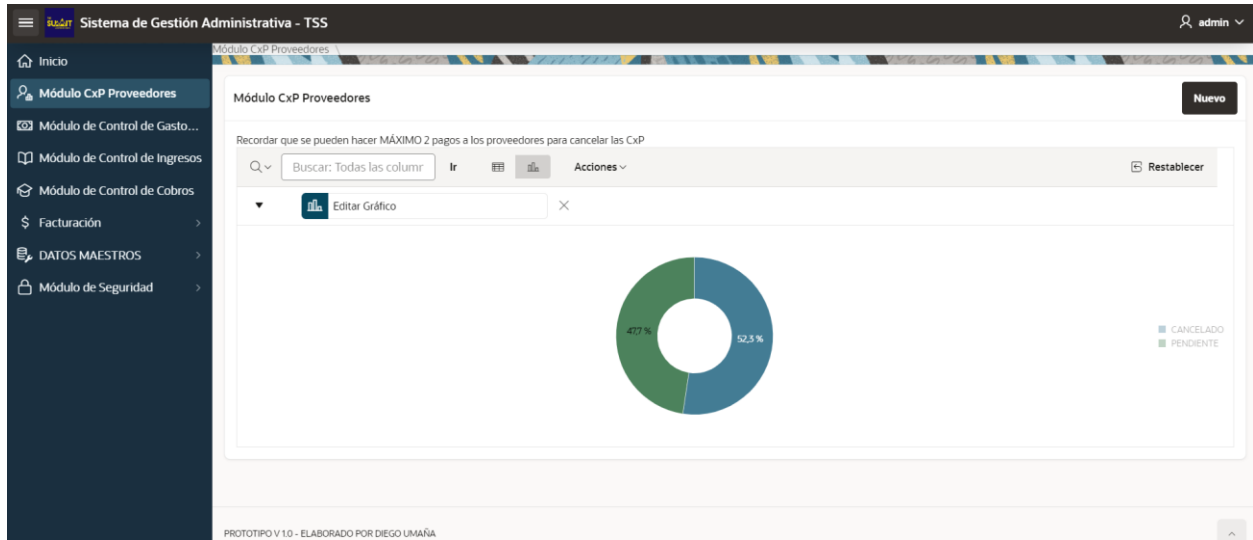 SUMMIT Sistema de Gestión Administrativa - TSS
admin
Inicio
Módulo CxP Proveedores
Módulo de Control de Gasto...
Módulo de Control de Ingresos
Módulo de Control de Cobros
Facturación
DATOS MAESTROS
Módulo de Seguridad
Módulo CxP Proveedores \
Módulo CxP Proveedores
Nuevo
Recordar que se pueden hacer MÁXIMO 2 pagos a los proveedores para cancelar las CxP
Buscar: Todas las columr
Ir
Acciones
Restablecer
Editar Gráfico
47,7 %
52,3 %
CANCELADO
PENDIENTE
PROTOTIPO V 1.0 - ELABORADO POR DIEGO UMAÑA